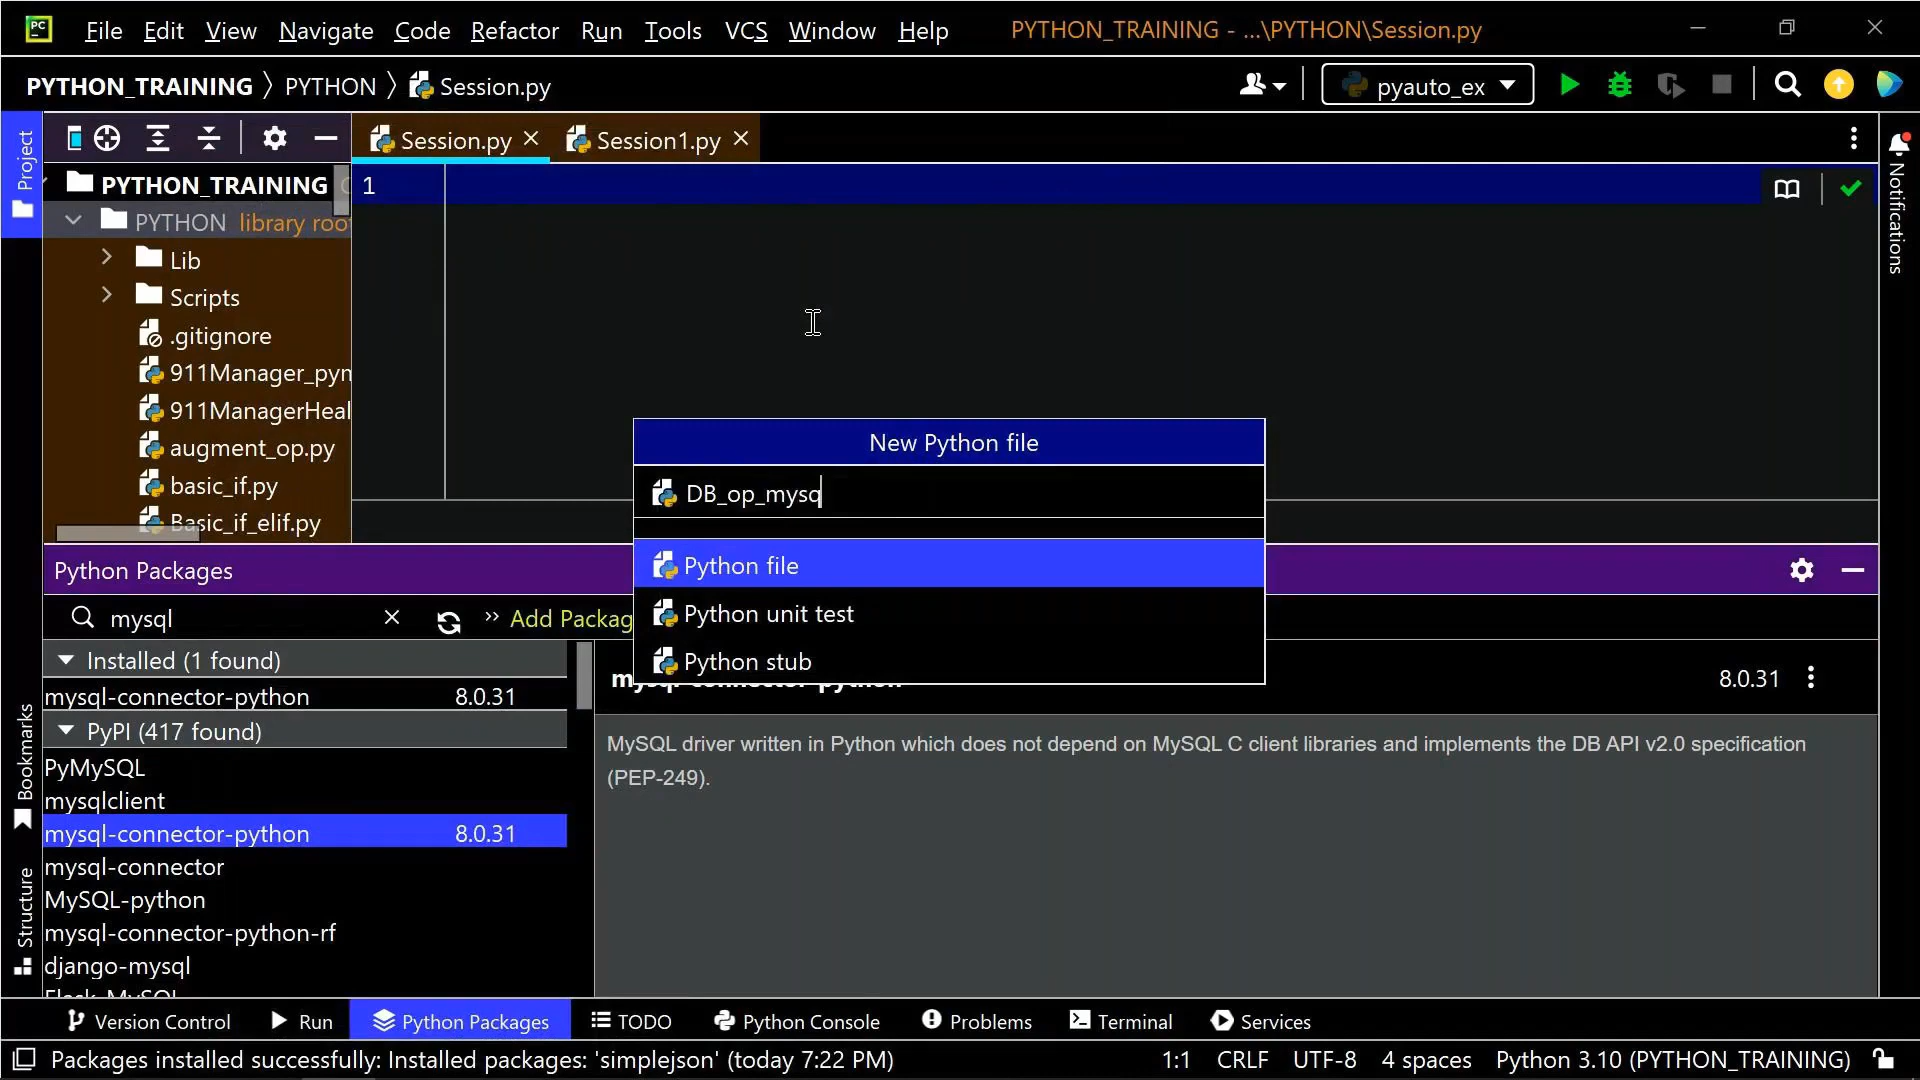 PC
File Edit View Navigate Code Refactor Run Tools VCS Window Help PYTHON_TRAINING - ...\PYTHON\Session.py
PYTHON_TRAINING PYTHON Session.py pyauto_ex
Project
Session.py Session1.py
Notifications
PYTHON_TRAINING
1
PYTHON library roo
Lib
Scripts
.gitignore
911Manager_pym
911ManagerHeal
augment_op.py
basic_if.py
Basic_if_elif.py
New Python file
DB_op_mysq
Python file
Python unit test
Python stub
Python Packages
mysql
Add Packag
Installed (1 found)
mysql-connector-python 8.0.31
PyPI (417 found)
PyMySQL
mysqlclient
mysql-connector-python 8.0.31
mysql-connector
MySQL-python
mysql-connector-python-rf
django-mysql
Flask-MySQL
mysql-connector-python 8.0.31
MySQL driver written in Python which does not depend on MySQL C client libraries and implements the DB API v2.0 specification
(PEP-249).
Bookmarks
Structure
Version Control Run Python Packages TODO Python Console Problems Terminal Services
Packages installed successfully: Installed packages: 'simplejson' (today 7:22 PM) 1:1 CRLF UTF-8 4 spaces Python 3.10 (PYTHON_TRAINING)